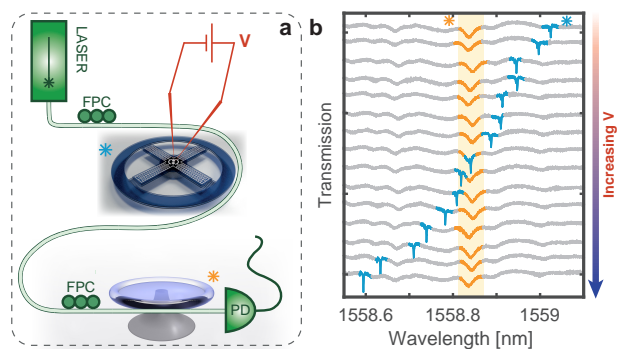 a
LASER
FPC
V
FPC
PD
b
Transmission
Increasing V
1558.6
1558.8
1559
Wavelength [nm]